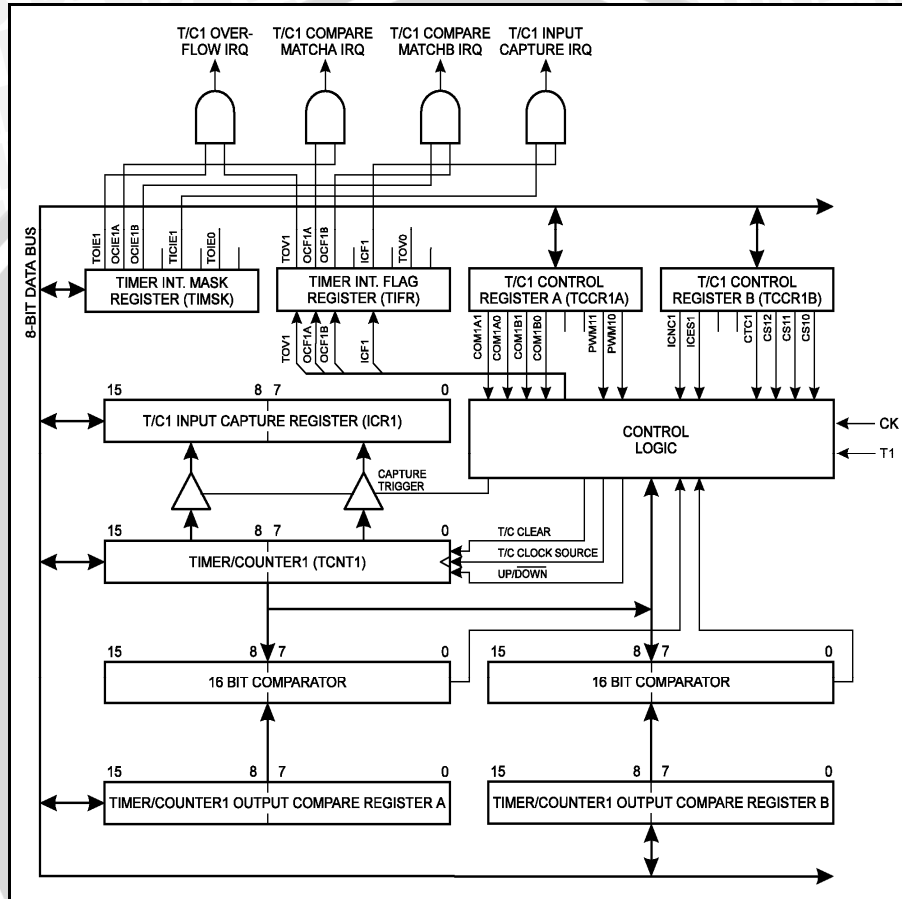 T/C1 OVER-
FLOW IRQ
T/C1 COMPARE
MATCHA IRQ
T/C1 COMPARE
MATCHB IRQ
T/C1 INPUT
CAPTURE IRQ
8-BIT DATA BUS
TOIE1
OCIE1A
OCIE1B
TICIE1
TOIE0
TOV1
OCF1A
OCF1B
ICF1
TOV0
TIMER INT. MASK
REGISTER (TIMSK)
TIMER INT. FLAG
REGISTER (TIFR)
T/C1 CONTROL
REGISTER A (TCCR1A)
T/C1 CONTROL
REGISTER B (TCCR1B)
TOV1
OCF1A
OCF1B
ICF1
COM1A1
COM1A0
COM1B1
COM1B0
PWM11
PWM10
ICNC1
ICES1
CTC1
CS12
CS11
CS10
15 8 7 0
T/C1 INPUT CAPTURE REGISTER (ICR1)
CONTROL
LOGIC
CK
T1
CAPTURE
TRIGGER
15 8 7 0
TIMER/COUNTER1 (TCNT1)
T/C CLEAR
T/C CLOCK SOURCE
UP/DOWN
15 8 7 0
16 BIT COMPARATOR
15 8 7 0
16 BIT COMPARATOR
15 8 7 0
TIMER/COUNTER1 OUTPUT COMPARE REGISTER A
15 8 7 0
TIMER/COUNTER1 OUTPUT COMPARE REGISTER B